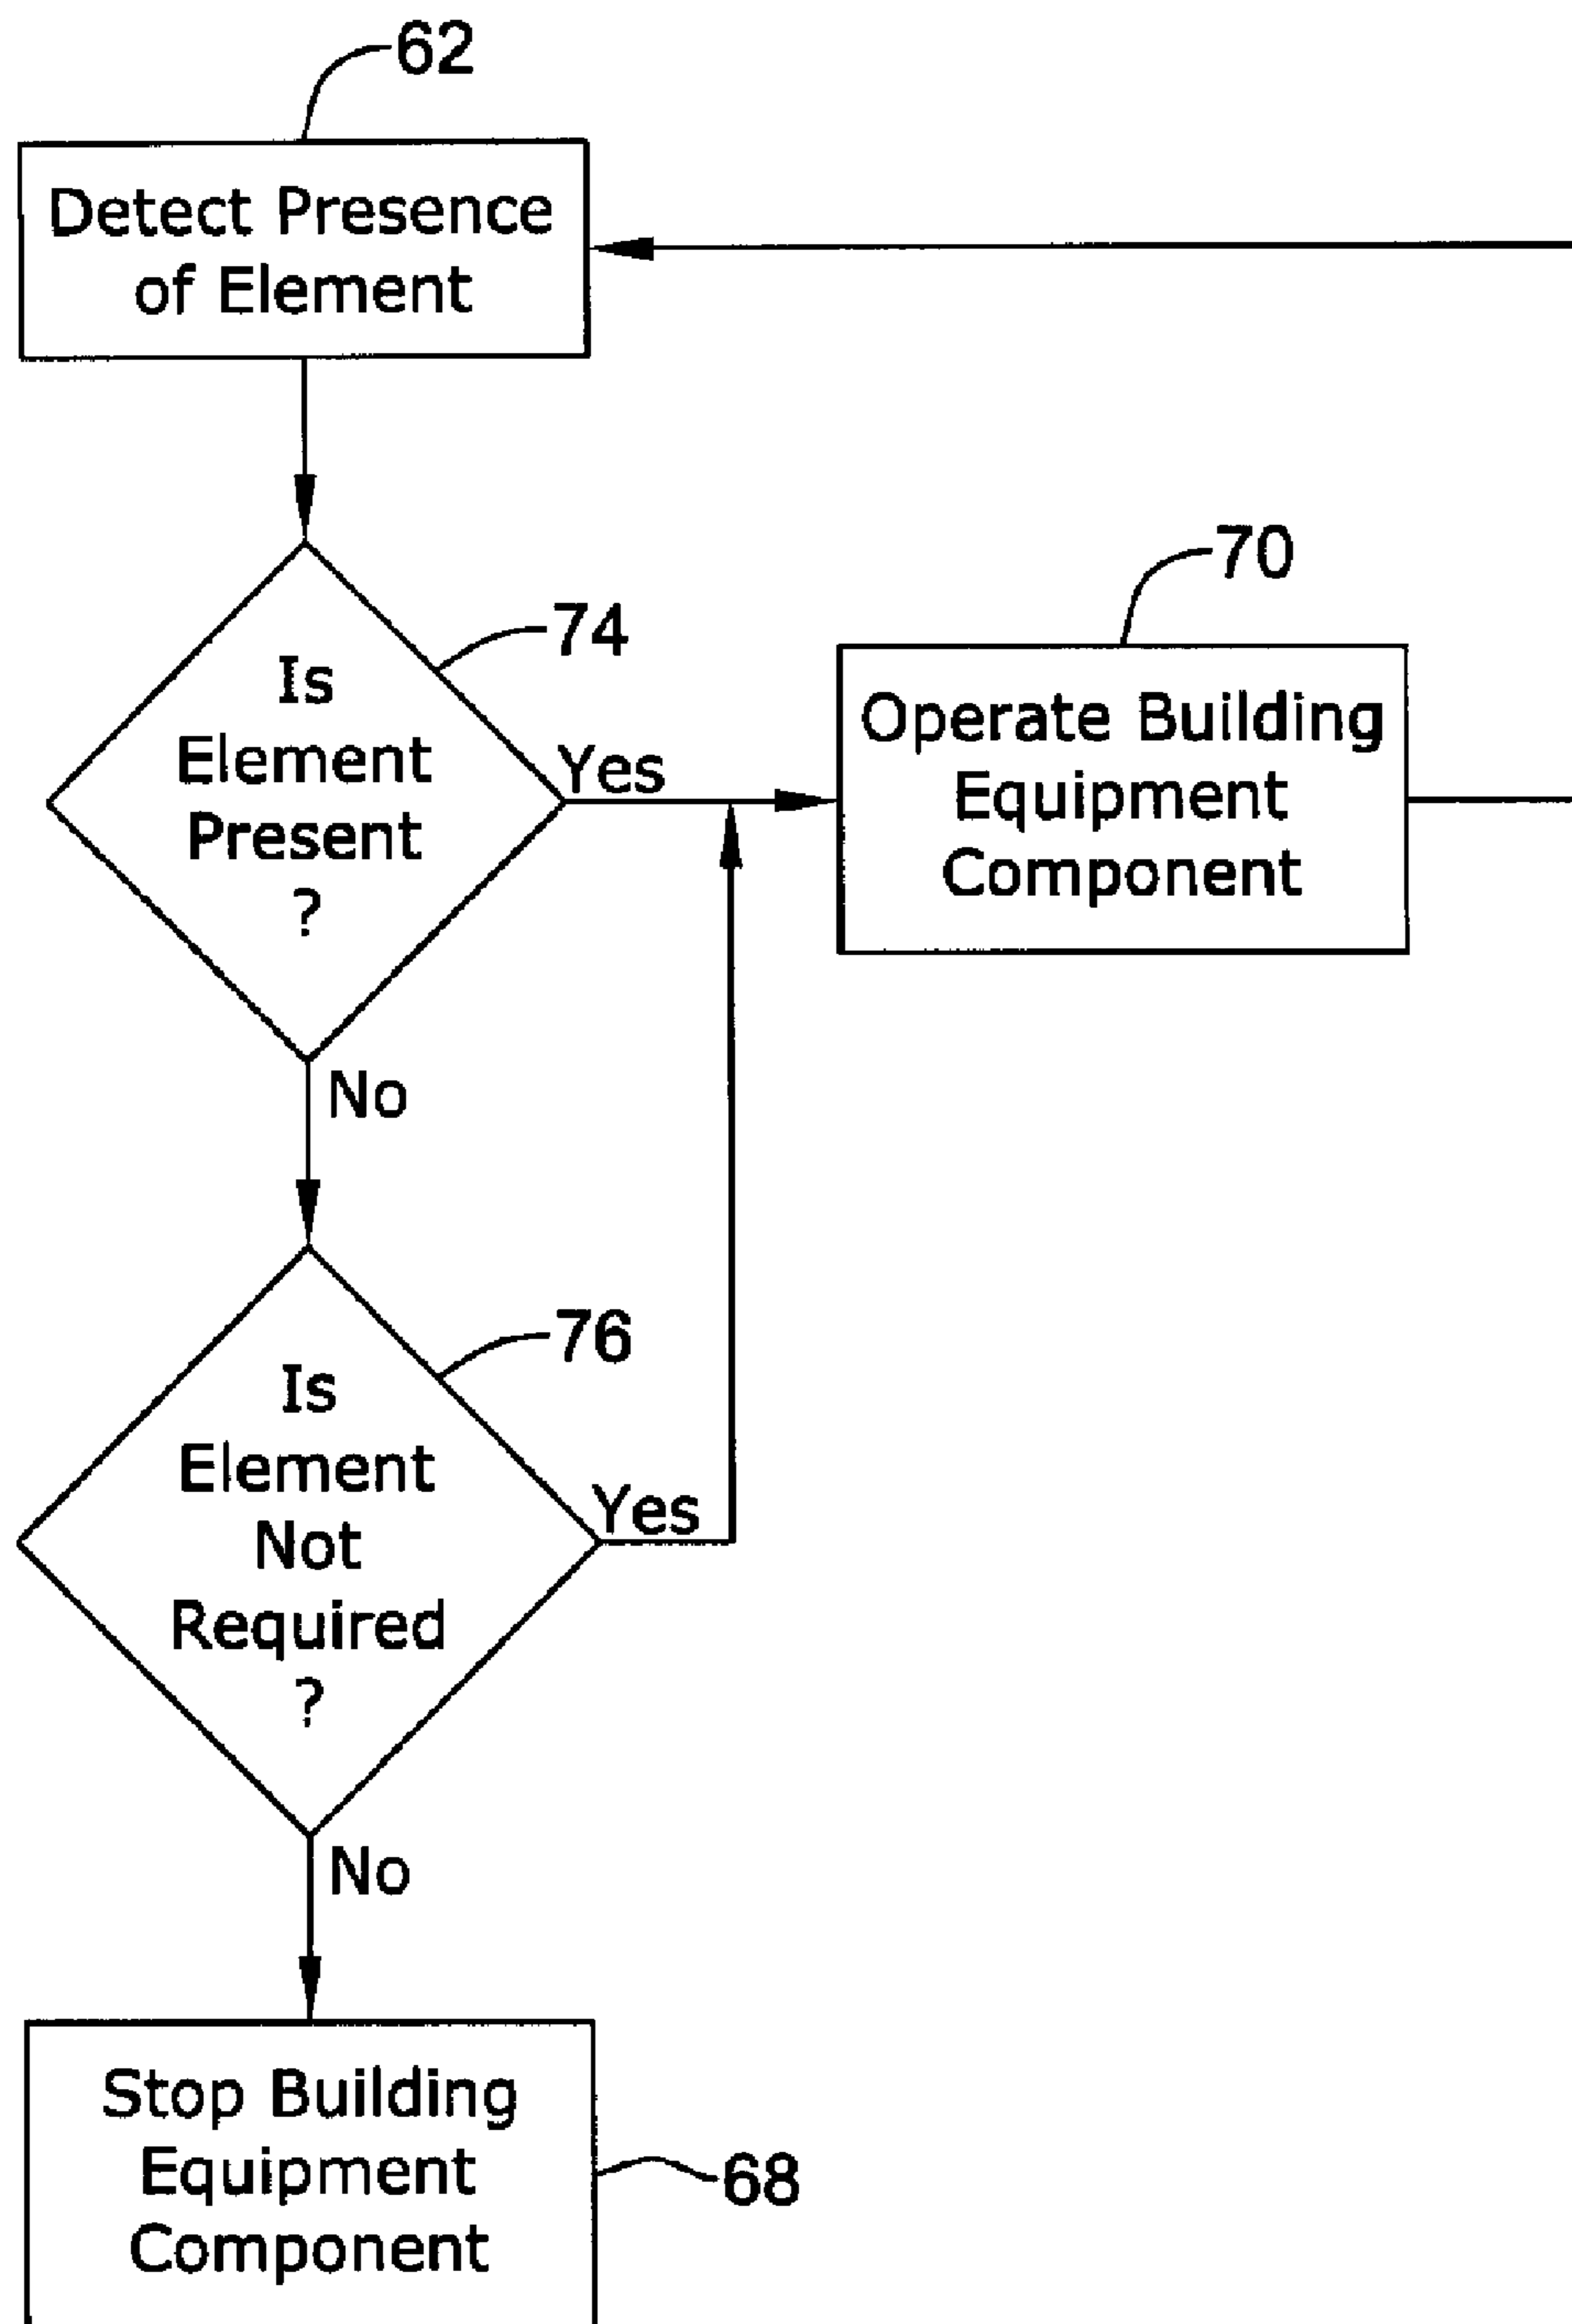 62
Detect Presence
of Element
74
Is
Element
Present
?
Yes
70
Operate Building
Equipment
Component
No
76
Is
Element
Not
Required
?
Yes
No
Stop Building
Equipment
Component
68